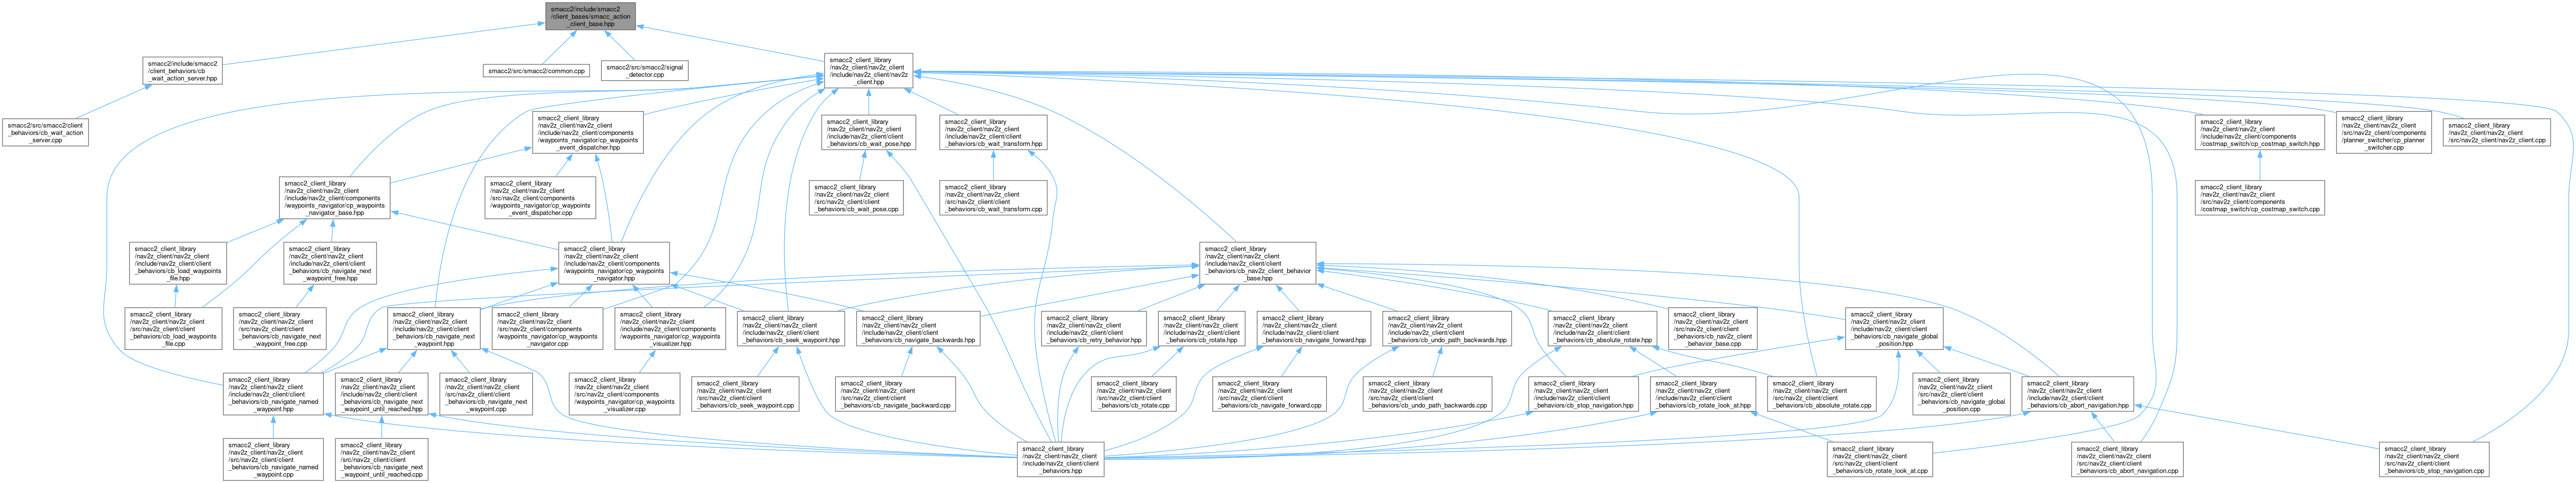 smacc2/include/smacc2
/client_bases/smacc_action
_client_base.hpp
smacc2/include/smacc2
/client_behaviors/cb
_wait_action_server.hpp
smacc2/src/smacc2/common.cpp
smacc2/src/smacc2/signal
_detector.cpp
smacc2_client_library
/nav2z_client/nav2z_client
/include/nav2z_client/nav2z
_client.hpp
smacc2/src/smacc2/client
_behaviors/cb_wait_action
_server.cpp
smacc2_client_library
/nav2z_client/nav2z_client
/include/nav2z_client/components
/waypoints_navigator/cp_waypoints
_event_dispatcher.hpp
smacc2_client_library
/nav2z_client/nav2z_client
/include/nav2z_client/client
_behaviors/cb_wait_pose.hpp
smacc2_client_library
/nav2z_client/nav2z_client
/include/nav2z_client/client
_behaviors/cb_wait_transform.hpp
smacc2_client_library
/nav2z_client/nav2z_client
/include/nav2z_client/components
/costmap_switch/cp_costmap_switch.hpp
smacc2_client_library
/nav2z_client/nav2z_client
/src/nav2z_client/components
/planner_switcher/cp_planner
_switcher.cpp
smacc2_client_library
/nav2z_client/nav2z_client
/src/nav2z_client/nav2z_client.cpp
smacc2_client_library
/nav2z_client/nav2z_client
/include/nav2z_client/components
/waypoints_navigator/cp_waypoints
_navigator_base.hpp
smacc2_client_library
/nav2z_client/nav2z_client
/src/nav2z_client/components
/waypoints_navigator/cp_waypoints
_event_dispatcher.cpp
smacc2_client_library
/nav2z_client/nav2z_client
/src/nav2z_client/client
_behaviors/cb_wait_pose.cpp
smacc2_client_library
/nav2z_client/nav2z_client
/src/nav2z_client/client
_behaviors/cb_wait_transform.cpp
smacc2_client_library
/nav2z_client/nav2z_client
/src/nav2z_client/components
/costmap_switch/cp_costmap_switch.cpp
smacc2_client_library
/nav2z_client/nav2z_client
/include/nav2z_client/client
_behaviors/cb_load_waypoints
_file.hpp
smacc2_client_library
/nav2z_client/nav2z_client
/include/nav2z_client/client
_behaviors/cb_navigate_next
_waypoint_free.hpp
smacc2_client_library
/nav2z_client/nav2z_client
/include/nav2z_client/components
/waypoints_navigator/cp_waypoints
_navigator.hpp
smacc2_client_library
/nav2z_client/nav2z_client
/include/nav2z_client/client
_behaviors/cb_nav2z_client_behavior
_base.hpp
smacc2_client_library
/nav2z_client/nav2z_client
/src/nav2z_client/client
_behaviors/cb_load_waypoints
_file.cpp
smacc2_client_library
/nav2z_client/nav2z_client
/src/nav2z_client/client
_behaviors/cb_navigate_next
_waypoint_free.cpp
smacc2_client_library
/nav2z_client/nav2z_client
/include/nav2z_client/client
_behaviors/cb_navigate_next
_waypoint.hpp
smacc2_client_library
/nav2z_client/nav2z_client
/src/nav2z_client/components
/waypoints_navigator/cp_waypoints
_navigator.cpp
smacc2_client_library
/nav2z_client/nav2z_client
/include/nav2z_client/components
/waypoints_navigator/cp_waypoints
_visualizer.hpp
smacc2_client_library
/nav2z_client/nav2z_client
/include/nav2z_client/client
_behaviors/cb_seek_waypoint.hpp
smacc2_client_library
/nav2z_client/nav2z_client
/include/nav2z_client/client
_behaviors/cb_navigate_backwards.hpp
smacc2_client_library
/nav2z_client/nav2z_client
/include/nav2z_client/client
_behaviors/cb_retry_behavior.hpp
smacc2_client_library
/nav2z_client/nav2z_client
/include/nav2z_client/client
_behaviors/cb_rotate.hpp
smacc2_client_library
/nav2z_client/nav2z_client
/include/nav2z_client/client
_behaviors/cb_navigate_forward.hpp
smacc2_client_library
/nav2z_client/nav2z_client
/include/nav2z_client/client
_behaviors/cb_undo_path_backwards.hpp
smacc2_client_library
/nav2z_client/nav2z_client
/include/nav2z_client/client
_behaviors/cb_absolute_rotate.hpp
smacc2_client_library
/nav2z_client/nav2z_client
/src/nav2z_client/client
_behaviors/cb_nav2z_client
_behavior_base.cpp
smacc2_client_library
/nav2z_client/nav2z_client
/include/nav2z_client/client
_behaviors/cb_navigate_global
_position.hpp
smacc2_client_library
/nav2z_client/nav2z_client
/include/nav2z_client/client
_behaviors/cb_navigate_named
_waypoint.hpp
smacc2_client_library
/nav2z_client/nav2z_client
/include/nav2z_client/client
_behaviors/cb_navigate_next
_waypoint_until_reached.hpp
smacc2_client_library
/nav2z_client/nav2z_client
/src/nav2z_client/client
_behaviors/cb_navigate_next
_waypoint.cpp
smacc2_client_library
/nav2z_client/nav2z_client
/src/nav2z_client/components
/waypoints_navigator/cp_waypoints
_visualizer.cpp
smacc2_client_library
/nav2z_client/nav2z_client
/src/nav2z_client/client
_behaviors/cb_seek_waypoint.cpp
smacc2_client_library
/nav2z_client/nav2z_client
/src/nav2z_client/client
_behaviors/cb_navigate_backward.cpp
smacc2_client_library
/nav2z_client/nav2z_client
/src/nav2z_client/client
_behaviors/cb_rotate.cpp
smacc2_client_library
/nav2z_client/nav2z_client
/src/nav2z_client/client
_behaviors/cb_navigate_forward.cpp
smacc2_client_library
/nav2z_client/nav2z_client
/src/nav2z_client/client
_behaviors/cb_undo_path_backwards.cpp
smacc2_client_library
/nav2z_client/nav2z_client
/include/nav2z_client/client
_behaviors/cb_stop_navigation.hpp
smacc2_client_library
/nav2z_client/nav2z_client
/include/nav2z_client/client
_behaviors/cb_rotate_look_at.hpp
smacc2_client_library
/nav2z_client/nav2z_client
/src/nav2z_client/client
_behaviors/cb_absolute_rotate.cpp
smacc2_client_library
/nav2z_client/nav2z_client
/src/nav2z_client/client
_behaviors/cb_navigate_global
_position.cpp
smacc2_client_library
/nav2z_client/nav2z_client
/include/nav2z_client/client
_behaviors/cb_abort_navigation.hpp
smacc2_client_library
/nav2z_client/nav2z_client
/src/nav2z_client/client
_behaviors/cb_navigate_named
_waypoint.cpp
smacc2_client_library
/nav2z_client/nav2z_client
/src/nav2z_client/client
_behaviors/cb_navigate_next
_waypoint_until_reached.cpp
smacc2_client_library
/nav2z_client/nav2z_client
/include/nav2z_client/client
_behaviors.hpp
smacc2_client_library
/nav2z_client/nav2z_client
/src/nav2z_client/client
_behaviors/cb_rotate_look_at.cpp
smacc2_client_library
/nav2z_client/nav2z_client
/src/nav2z_client/client
_behaviors/cb_abort_navigation.cpp
smacc2_client_library
/nav2z_client/nav2z_client
/src/nav2z_client/client
_behaviors/cb_stop_navigation.cpp